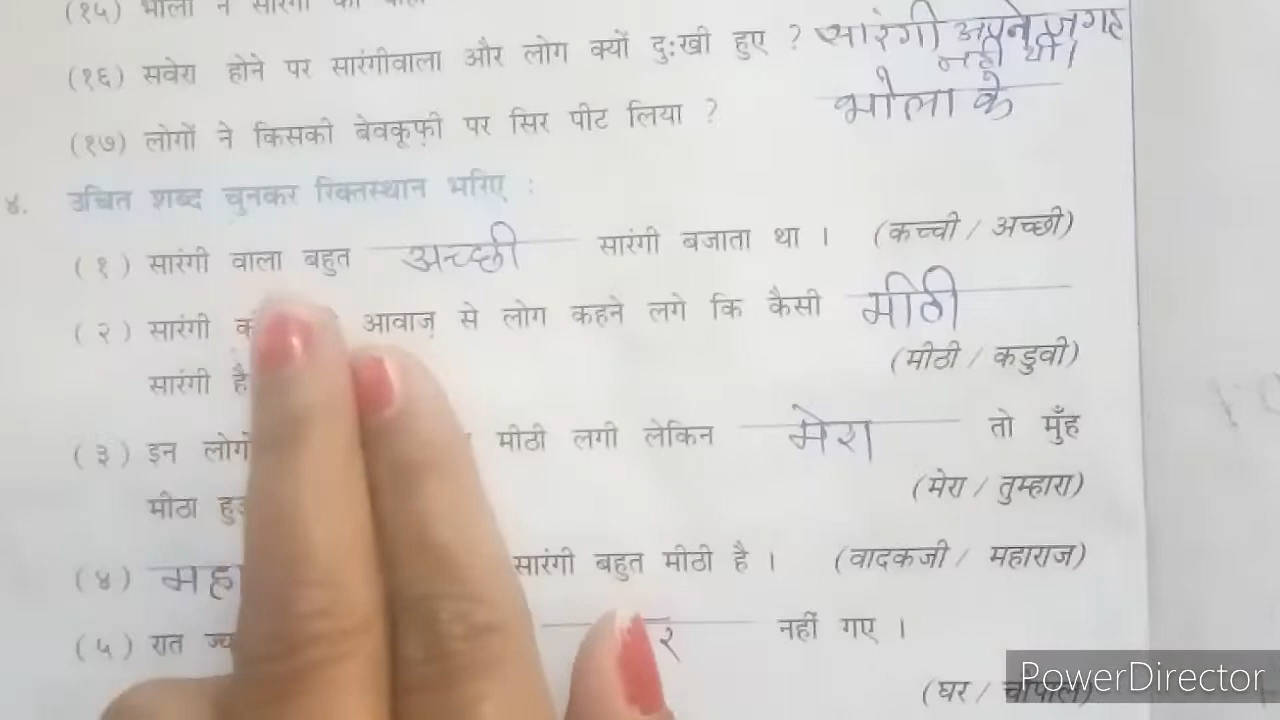 (१५) भोला ने सारंगी
(१६) सवेरा होने पर सारंगीवाला और लोग क्यों दुःखी हुए ? सारंगी अपने जगह
नही थी।
(१७) लोगों ने किसकी बेवकूफ़ी पर सिर पीट लिया ? भोला के
४. उचित शब्द चुनकर रिक्तस्थान भरिए :
(१) सारंगी वाला बहुत अच्छी सारंगी बजाता था । (कच्ची / अच्छी)
(२) सारंगी आवाज़ से लोग कहने लगे कि कैसी मीठी
(मीठी / कडुवी)
सारंगी है
(३) इन लोगों मीठी लगी लेकिन मेरा तो मुँह
(मेरा / तुम्हारा)
मीठा
(४) सारंगी बहुत मीठी है । (वादकजी / महाराज)
(५) रात नहीं गए ।
(घर / चौपाल)
PowerDirector